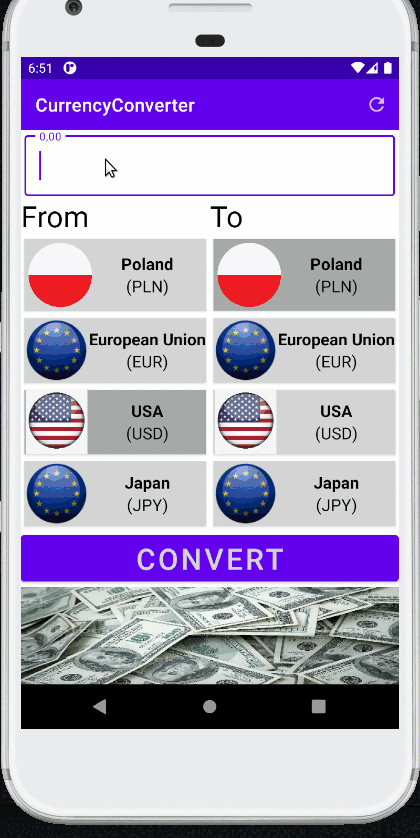 6:51
CurrencyConverter
0,00
From To
Poland Poland
(PLN) (PLN)
European Union European Union
(EUR) (EUR)
USA USA
(USD) (USD)
Japan Japan
(JPY) (JPY)
CONVERT